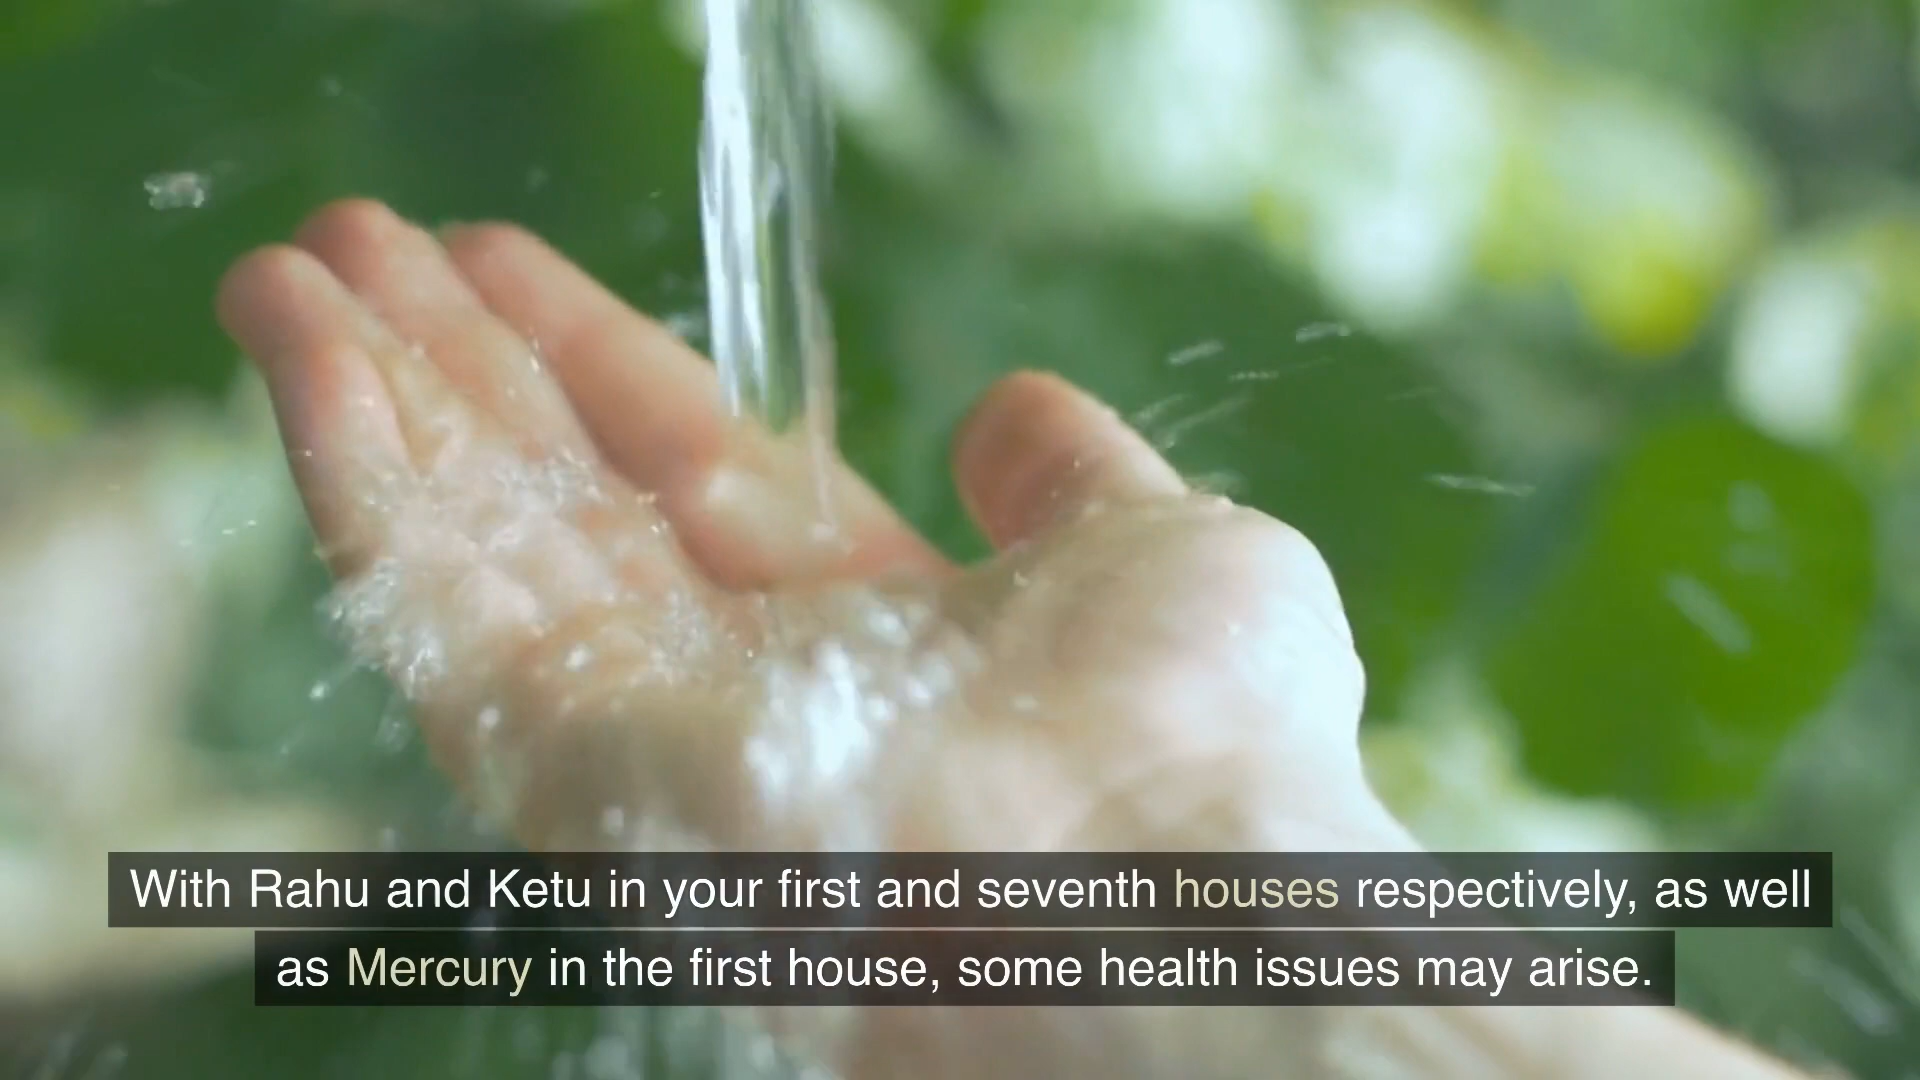 With Rahu and Ketu in your first and seventh houses respectively, as well
as Mercury in the first house, some health issues may arise.